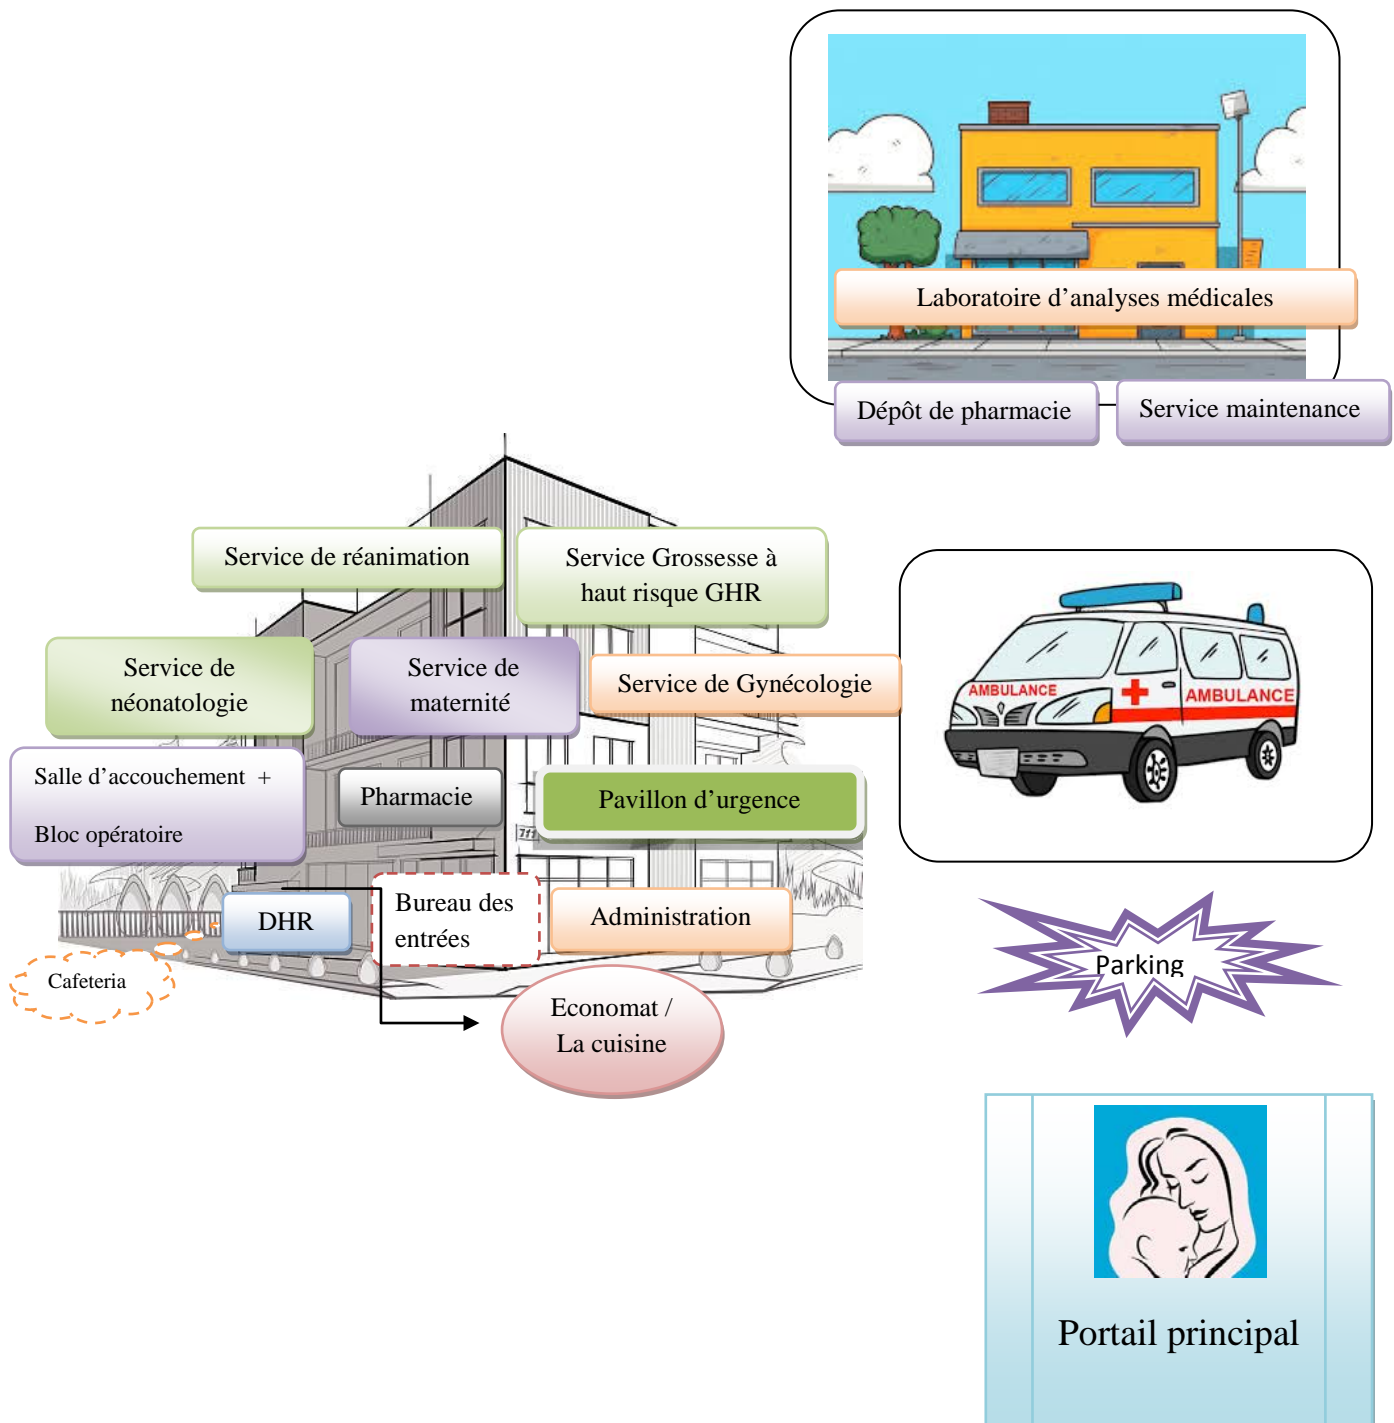 Laboratoire d’analyses médicales
Dépôt de pharmacie
Service maintenance
Service de réanimation
Service Grossesse à
haut risque GHR
Service de
néonatologie
Service de
maternité
Service de Gynécologie
AMBULANCE
AMBULANCE
Salle d’accouchement +
Bloc opératoire
Pharmacie
Pavillon d’urgence
DHR
Bureau des
entrées
Administration
Cafeteria
Parking
Economat /
La cuisine
Portail principal